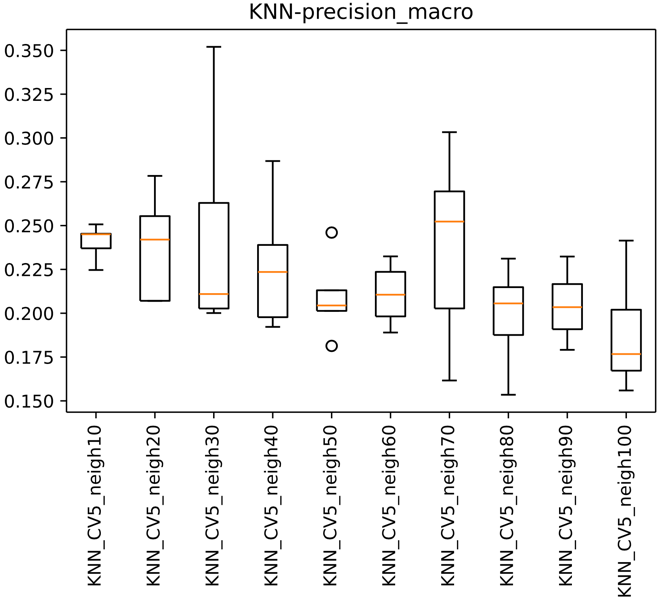 KNN-precision_macro
0.350
0.325
0.300
0.275
0.250
0.225
0.200
0.175
0.150
KNN_CV5_neigh10
KNN_CV5_neigh20
KNN_CV5_neigh30
KNN_CV5_neigh40
KNN_CV5_neigh50
KNN_CV5_neigh60
KNN_CV5_neigh70
KNN_CV5_neigh80
KNN_CV5_neigh90
KNN_CV5_neigh100